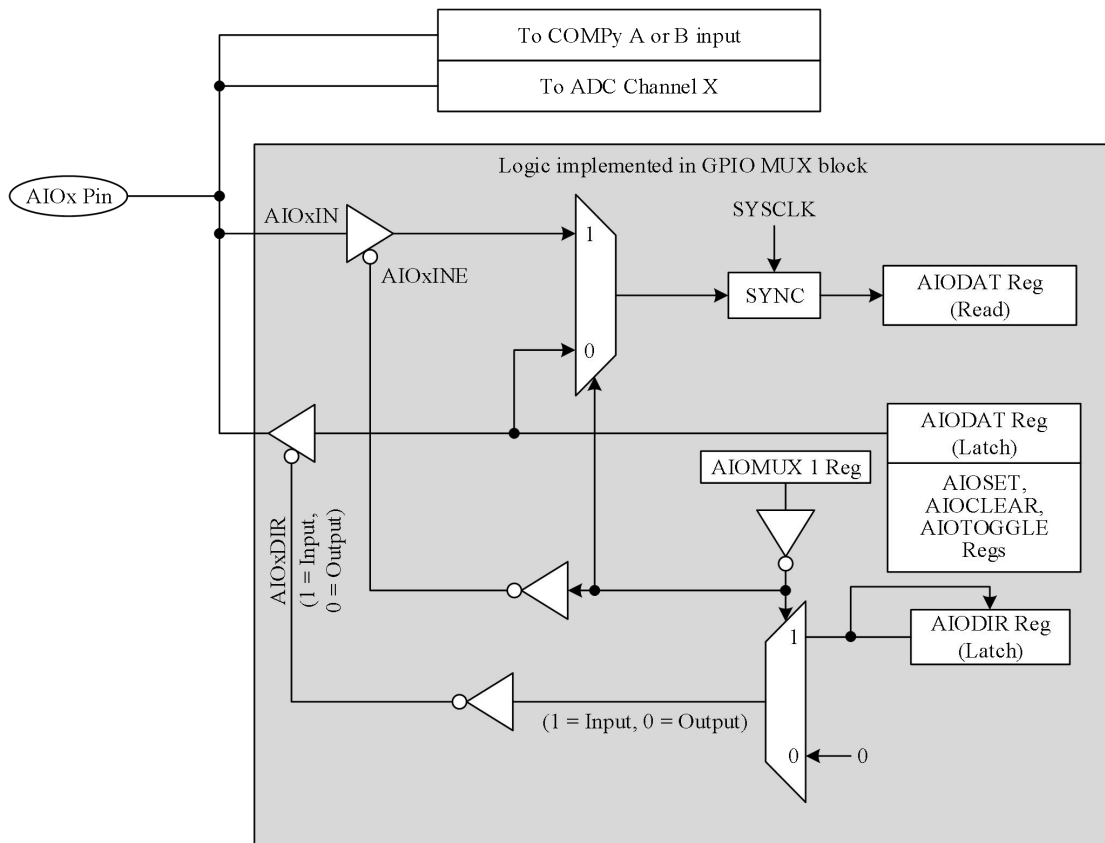 To COMPy A or B input
To ADC Channel X
Logic implemented in GPIO MUX block
AIOx Pin
AIOxIN
SYSCLK
1
AIOxINE
SYNC
AIODAT Reg
(Read)
0
AIODAT Reg
(Latch)
AIOMUX 1 Reg
AIOSET,
AIOCLEAR,
AIOTOGGLE
Regs
AIOxDIR
(1 = Input,
0 = Output)
1
AIODIR Reg
(Latch)
(1 = Input, 0 = Output)
0
0